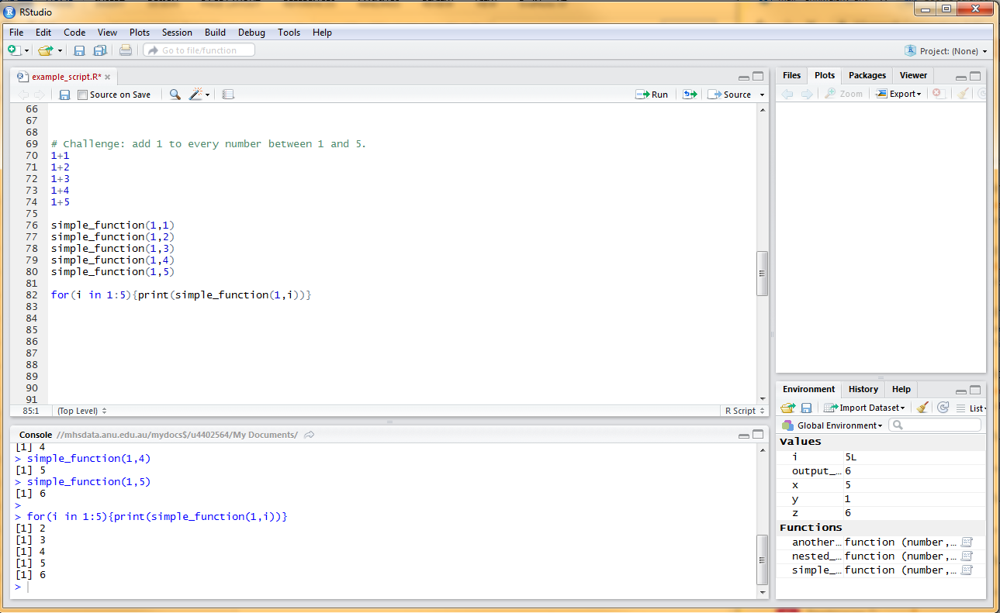 RStudio
File Edit Code View Plots Session Build Debug Tools Help
Go to file/function
Project: (None)
example_script.R*
Source on Save
Run
Source
66
67
68
69 # Challenge: add 1 to every number between 1 and 5.
70 1+1
71 1+2
72 1+3
73 1+4
74 1+5
75
76 simple_function(1,1)
77 simple_function(1,2)
78 simple_function(1,3)
79 simple_function(1,4)
80 simple_function(1,5)
81
82 for(i in 1:5){print(simple_function(1,i))}
83
84
85
86
87
88
89
90
91
85:1 (Top Level) R Script
Console //mhsdata.anu.edu.au/mydocs$/u4402564/My Documents/
[1] 4
> simple_function(1,4)
[1] 5
> simple_function(1,5)
[1] 6
>
> for(i in 1:5){print(simple_function(1,i))}
[1] 2
[1] 3
[1] 4
[1] 5
[1] 6
>
Files Plots Packages Viewer
Zoom Export
Environment History Help
Import Dataset List
Global Environment
Values
i 5L
output_… 6
x 5
y 1
z 6
Functions
another… function (number,…
nested_… function (number,…
simple_… function (number,…